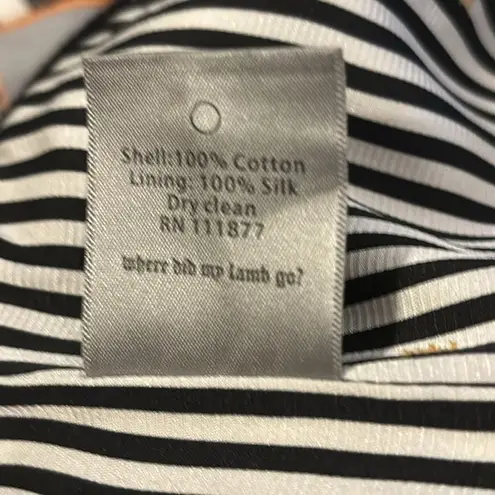 Shell:100% Cotton
Lining: 100% Silk
Dry clean
RN 111877
where did my Lamb go?